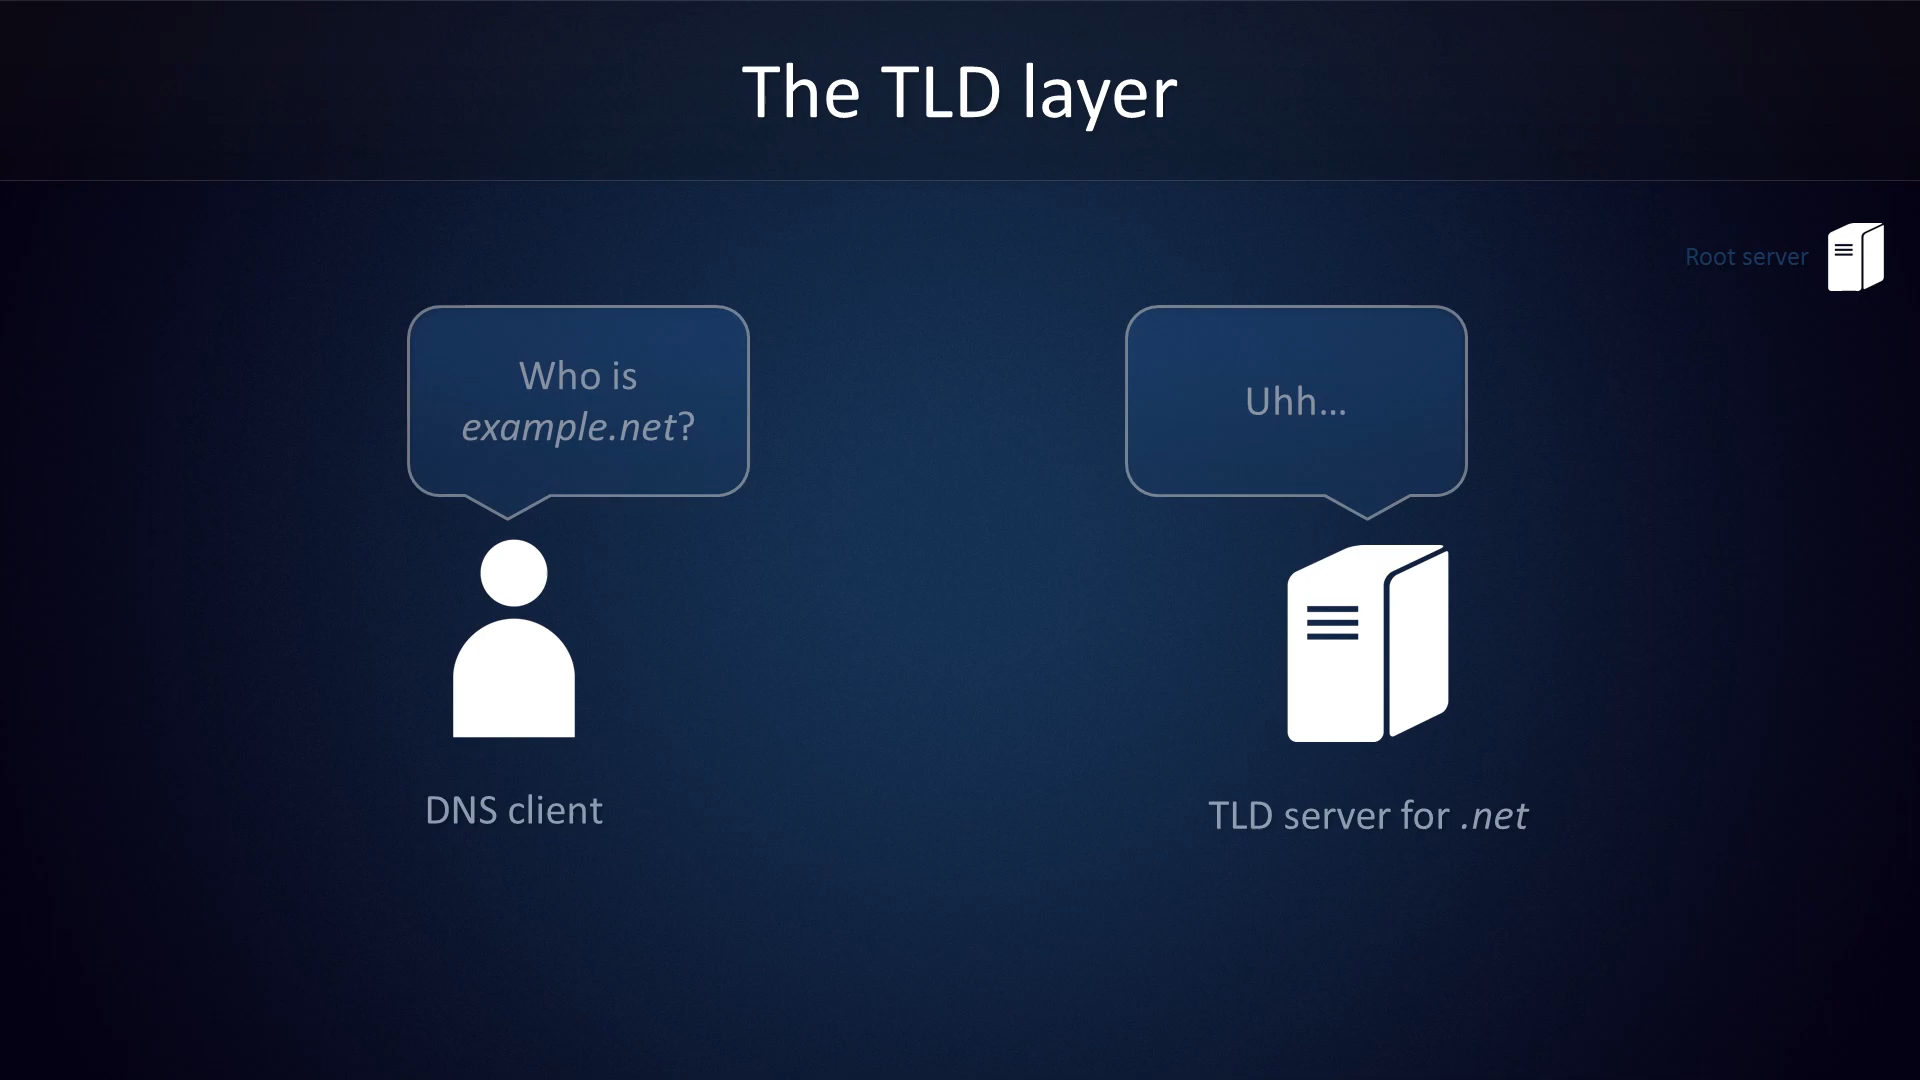 The TLD layer
Root server
Who is
example.net?
Uhh...
DNS client
TLD server for .net